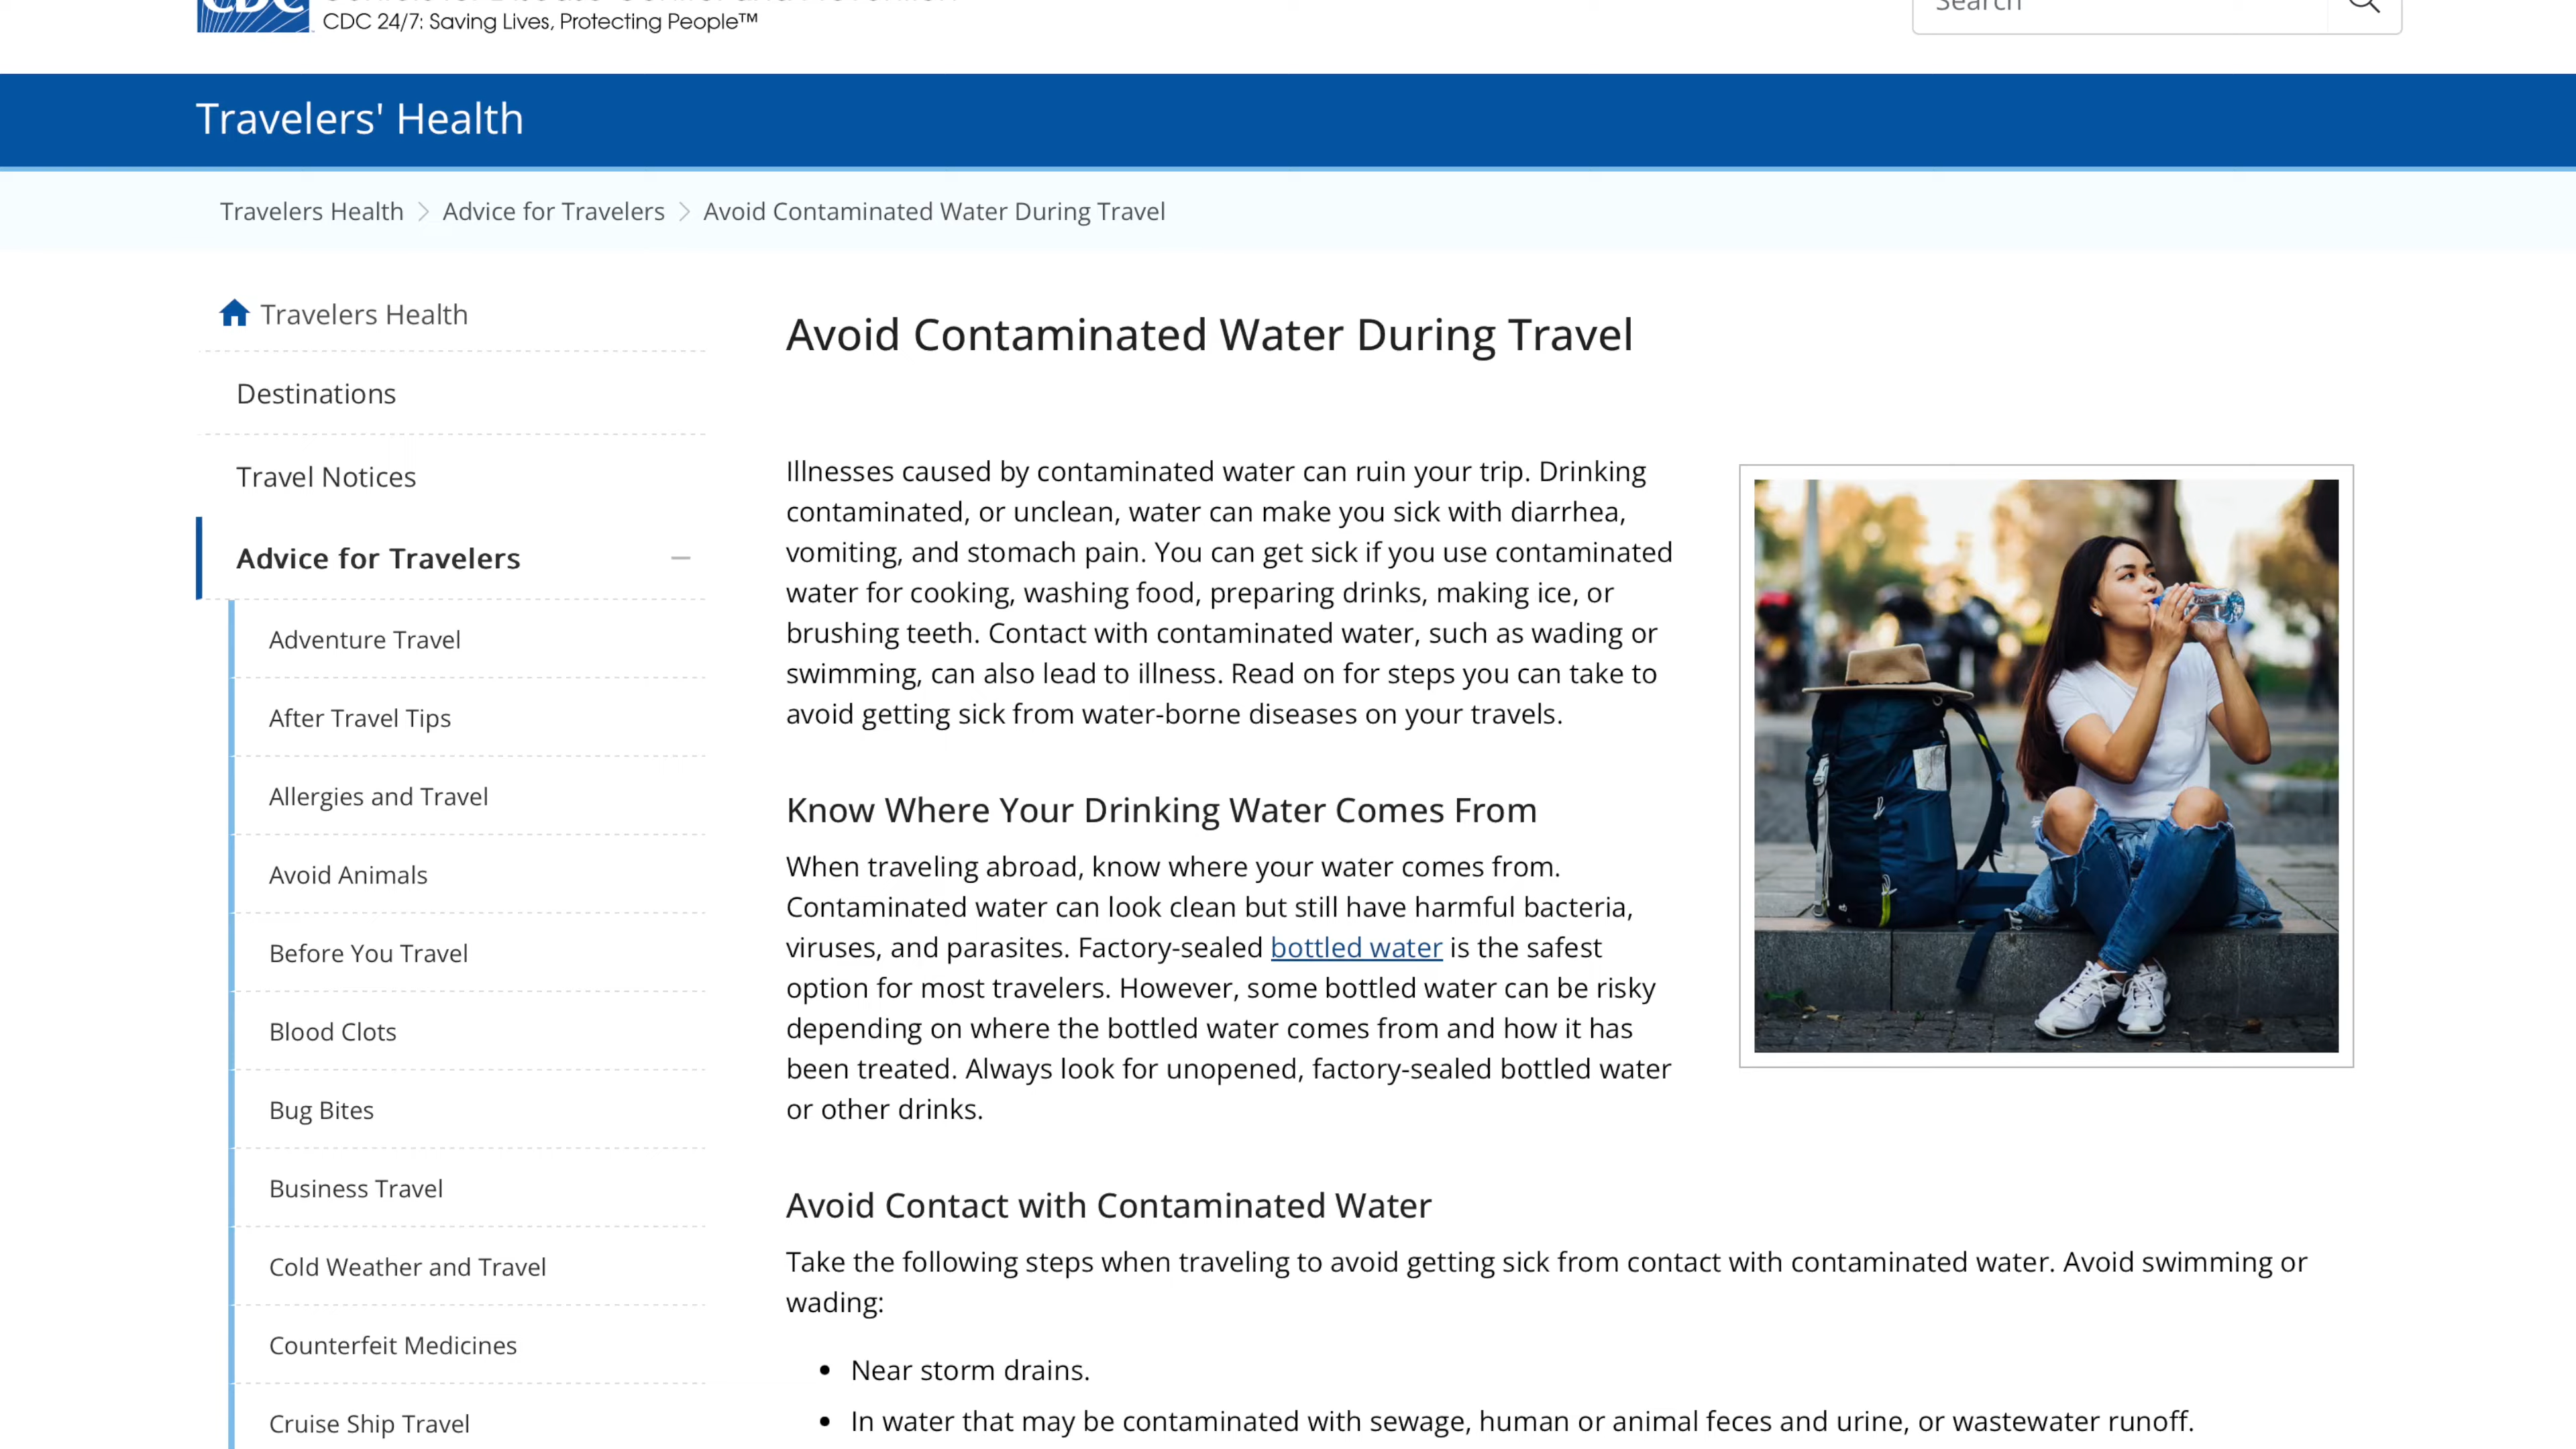 CDC 24/7: Saving Lives, Protecting People™
Search
Travelers' Health
Travelers Health > Advice for Travelers > Avoid Contaminated Water During Travel
Travelers Health
Destinations
Travel Notices
Advice for Travelers
Adventure Travel
After Travel Tips
Allergies and Travel
Avoid Animals
Before You Travel
Blood Clots
Bug Bites
Business Travel
Cold Weather and Travel
Counterfeit Medicines
Cruise Ship Travel
Avoid Contaminated Water During Travel
Illnesses caused by contaminated water can ruin your trip. Drinking
contaminated, or unclean, water can make you sick with diarrhea,
vomiting, and stomach pain. You can get sick if you use contaminated
water for cooking, washing food, preparing drinks, making ice, or
brushing teeth. Contact with contaminated water, such as wading or
swimming, can also lead to illness. Read on for steps you can take to
avoid getting sick from water-borne diseases on your travels.
Know Where Your Drinking Water Comes From
When traveling abroad, know where your water comes from.
Contaminated water can look clean but still have harmful bacteria,
viruses, and parasites. Factory-sealed bottled water is the safest
option for most travelers. However, some bottled water can be risky
depending on where the bottled water comes from and how it has
been treated. Always look for unopened, factory-sealed bottled water
or other drinks.
Avoid Contact with Contaminated Water
Take the following steps when traveling to avoid getting sick from contact with contaminated water. Avoid swimming or
wading:
• Near storm drains.
• In water that may be contaminated with sewage, human or animal feces and urine, or wastewater runoff.